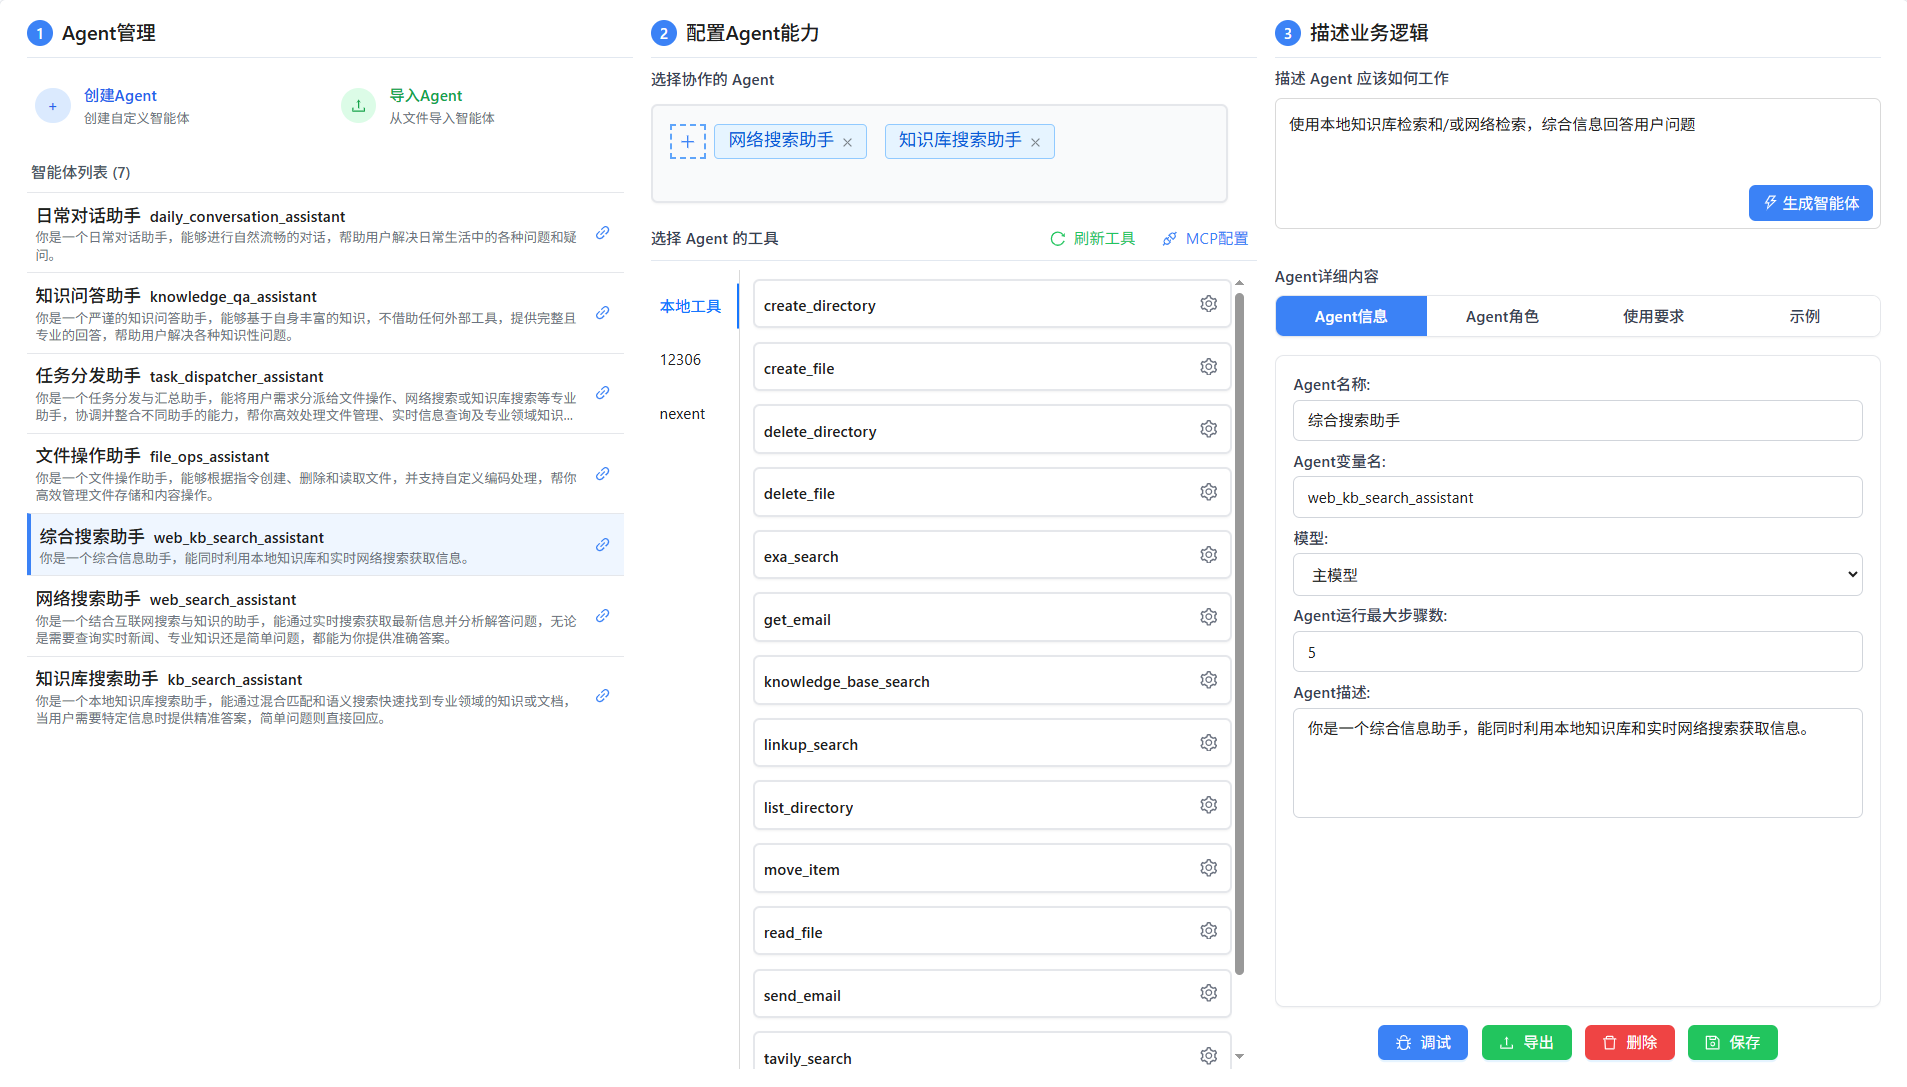 1 Agent管理
+ 创建Agent
创建自定义智能体
导入Agent
从文件导入智能体
智能体列表 (7)
日常对话助手 daily_conversation_assistant
你是一个日常对话助手，能够进行自然流畅的对话，帮助用户解决日常生活中的各种问题和疑
问。
知识问答助手 knowledge_qa_assistant
你是一个严谨的知识问答助手，能够基于自身丰富的知识，不借助任何外部工具，提供完整且
专业的回答，帮助用户解决各种知识性问题。
任务分发助手 task_dispatcher_assistant
你是一个任务分发与汇总助手，能将用户需求分派给文件操作、网络搜索或知识库搜索等专业
助手，协调并整合不同助手的能力，帮你高效处理文件管理、实时信息查询及专业领域知识...
文件操作助手 file_ops_assistant
你是一个文件操作助手，能够根据指令创建、删除和读取文件，并支持自定义编码处理，帮你
高效管理文件存储和内容操作。
综合搜索助手 web_kb_search_assistant
你是一个综合信息助手，能同时利用本地知识库和实时网络搜索获取信息。
网络搜索助手 web_search_assistant
你是一个结合互联网搜索与知识的助手，能通过实时搜索获取最新信息并分析解答问题，无论
是需要查询实时新闻、专业知识还是简单问题，都能为你提供准确答案。
知识库搜索助手 kb_search_assistant
你是一个本地知识库搜索助手，能通过混合匹配和语义搜索快速找到专业领域的知识或文档，
当用户需要特定信息时提供精准答案，简单问题则直接回应。
2 配置Agent能力
选择协作的 Agent
+ 网络搜索助手 × 知识库搜索助手 ×
选择 Agent 的工具 刷新工具 MCP配置
本地工具
12306
nexent
create_directory
create_file
delete_directory
delete_file
exa_search
get_email
knowledge_base_search
linkup_search
list_directory
move_item
read_file
send_email
tavily_search
3 描述业务逻辑
描述 Agent 应该如何工作
使用本地知识库检索和/或网络检索，综合信息回答用户问题
生成智能体
Agent详细内容
Agent信息 Agent角色 使用要求 示例
Agent名称:
综合搜索助手
Agent变量名:
web_kb_search_assistant
模型:
主模型
Agent运行最大步骤数:
5
Agent描述:
你是一个综合信息助手，能同时利用本地知识库和实时网络搜索获取信息。
调试 导出 删除 保存